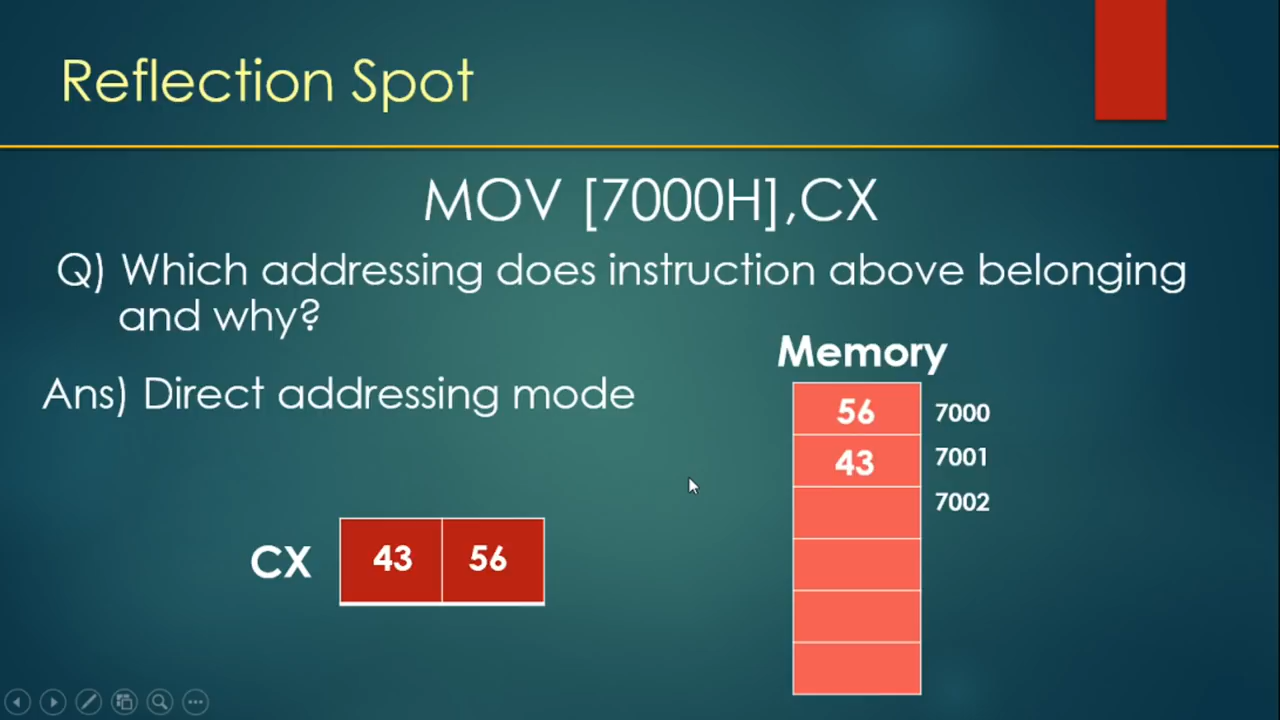 Reflection Spot
MOV [7000H],CX
Q) Which addressing does instruction above belonging
and why?
Ans) Direct addressing mode
Memory
56 7000
43 7001
7002
CX 43 56